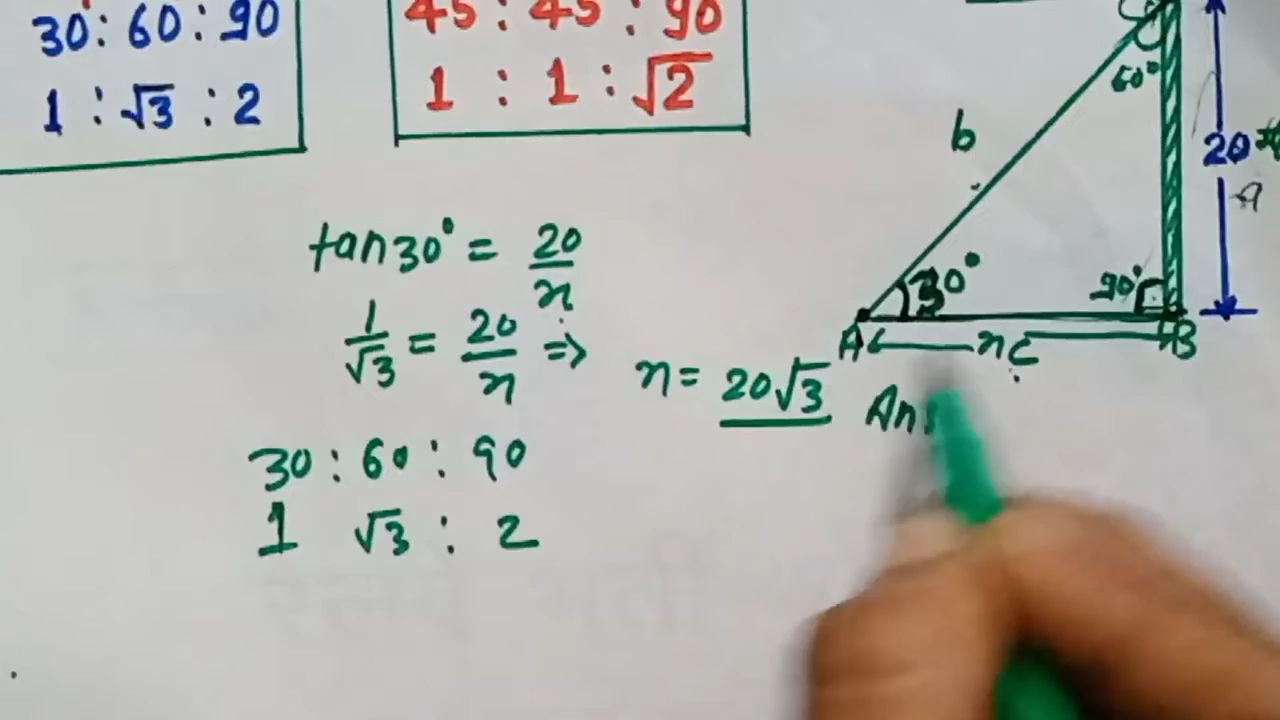 30° : 60 : 90
1 : √3 : 2
45 : 45 : 90
1 : 1 : √2
60°
b
20
30°
90°
A
x
c
B
tan30° = 20/x
1/√3 = 20/x ⇒
x = 20√3 Ans
30 : 60 : 90
1 √3 : 2